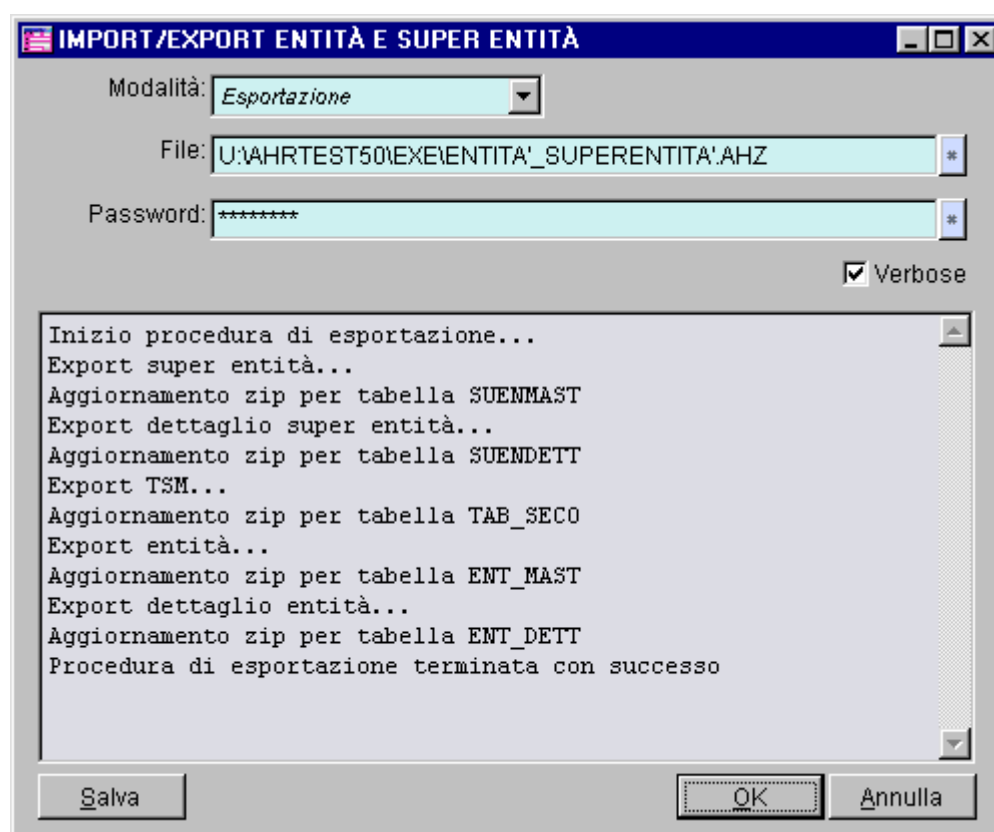 IMPORT/EXPORT ENTITÀ E SUPER ENTITÀ
Modalità: Esportazione
File: U:\AHRTEST50\EXE\ENTITA'_SUPERENTITA'.AHZ *
Password: ******** *
Verbose
Inizio procedura di esportazione...
Export super entità...
Aggiornamento zip per tabella SUENMAST
Export dettaglio super entità...
Aggiornamento zip per tabella SUENDETT
Export TSM...
Aggiornamento zip per tabella TAB_SECO
Export entità...
Aggiornamento zip per tabella ENT_MAST
Export dettaglio entità...
Aggiornamento zip per tabella ENT_DETT
Procedura di esportazione terminata con successo
Salva OK Annulla